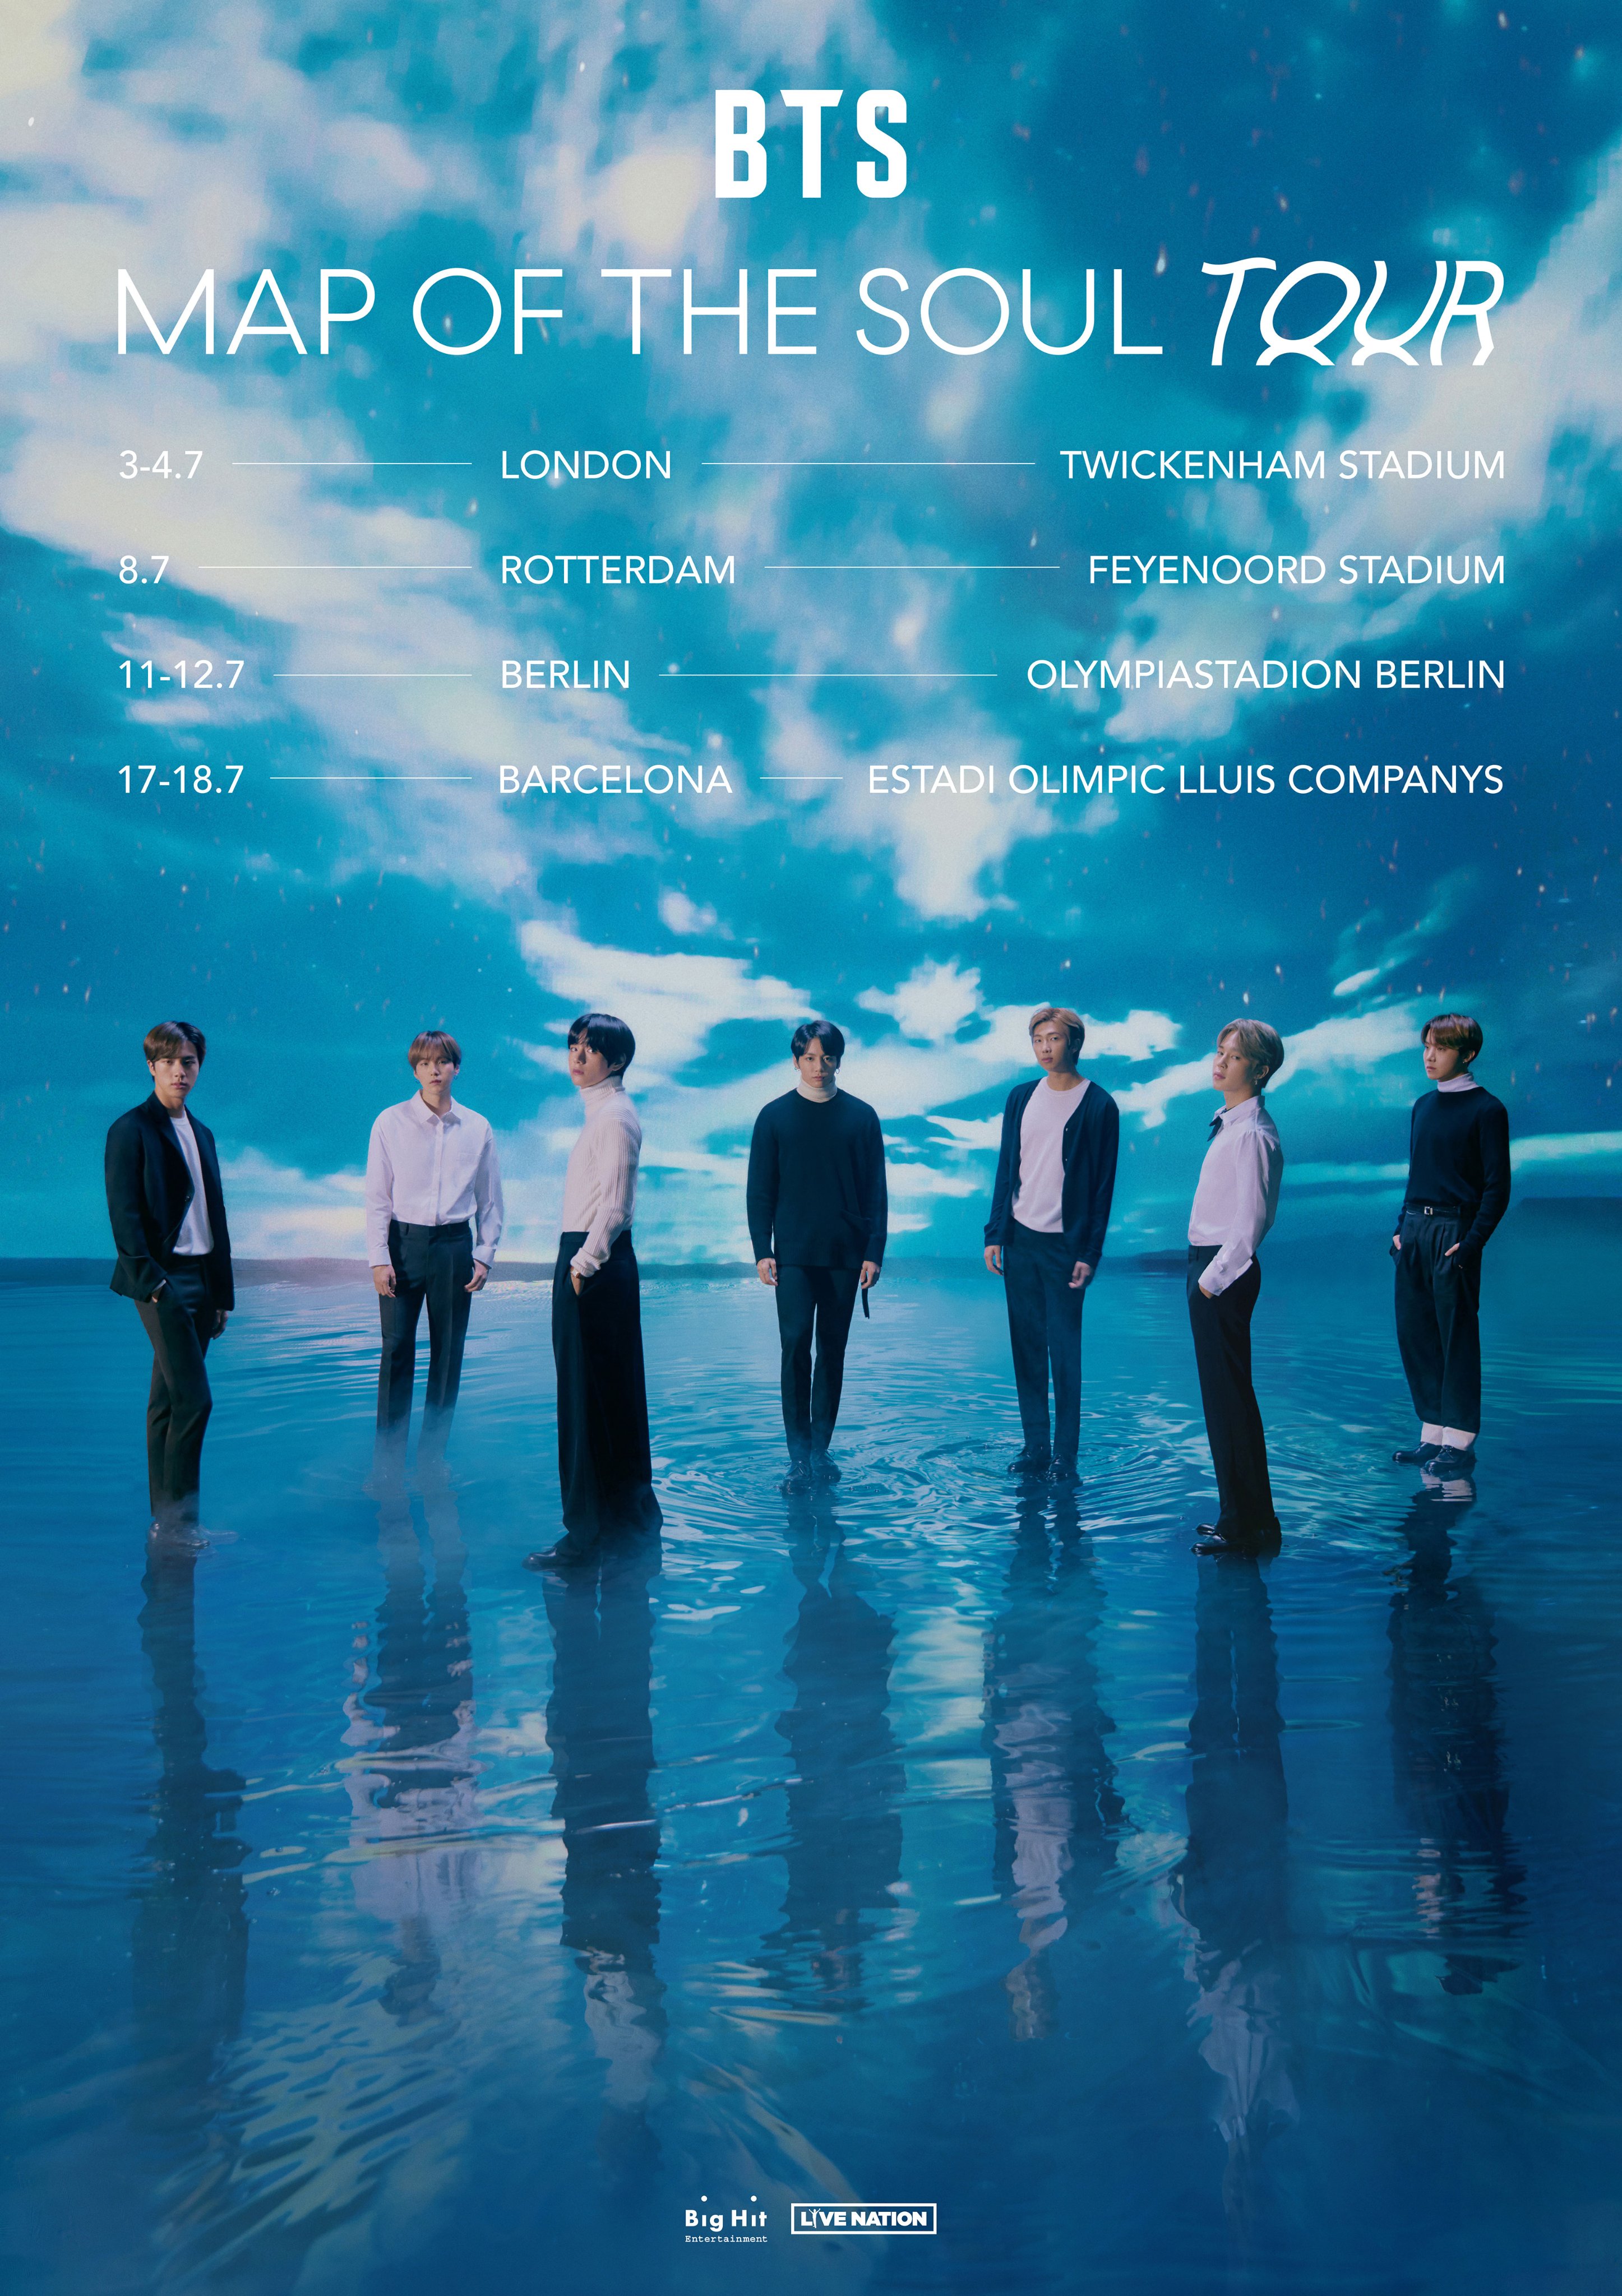 BTS
MAP OF THE SOUL TOUR
3-4.7 LONDON TWICKENHAM STADIUM
8.7 ROTTERDAM FEYENOORD STADIUM
11-12.7 BERLIN OLYMPIASTADION BERLIN
17-18.7 BARCELONA ESTADI OLIMPIC LLUIS COMPANYS
Big Hit LIVE NATION
Entertainment